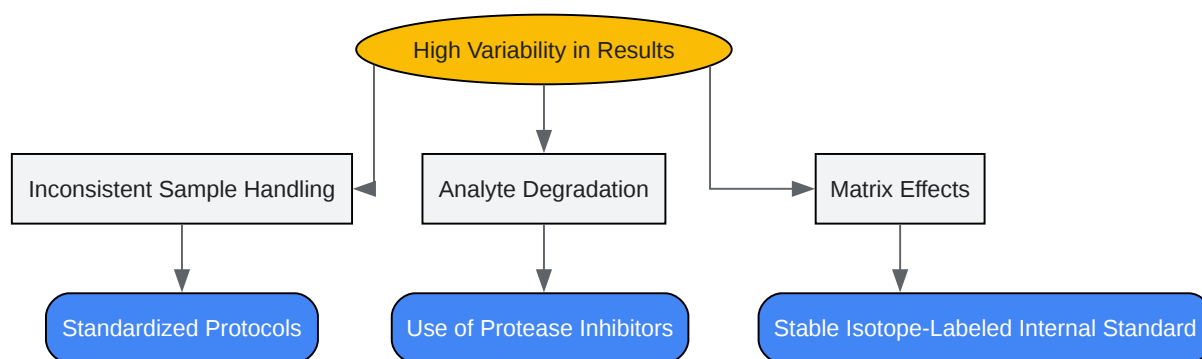 High Variability in Results
Inconsistent Sample Handling
Analyte Degradation
Matrix Effects
Standardized Protocols
Use of Protease Inhibitors
Stable Isotope-Labeled Internal Standard